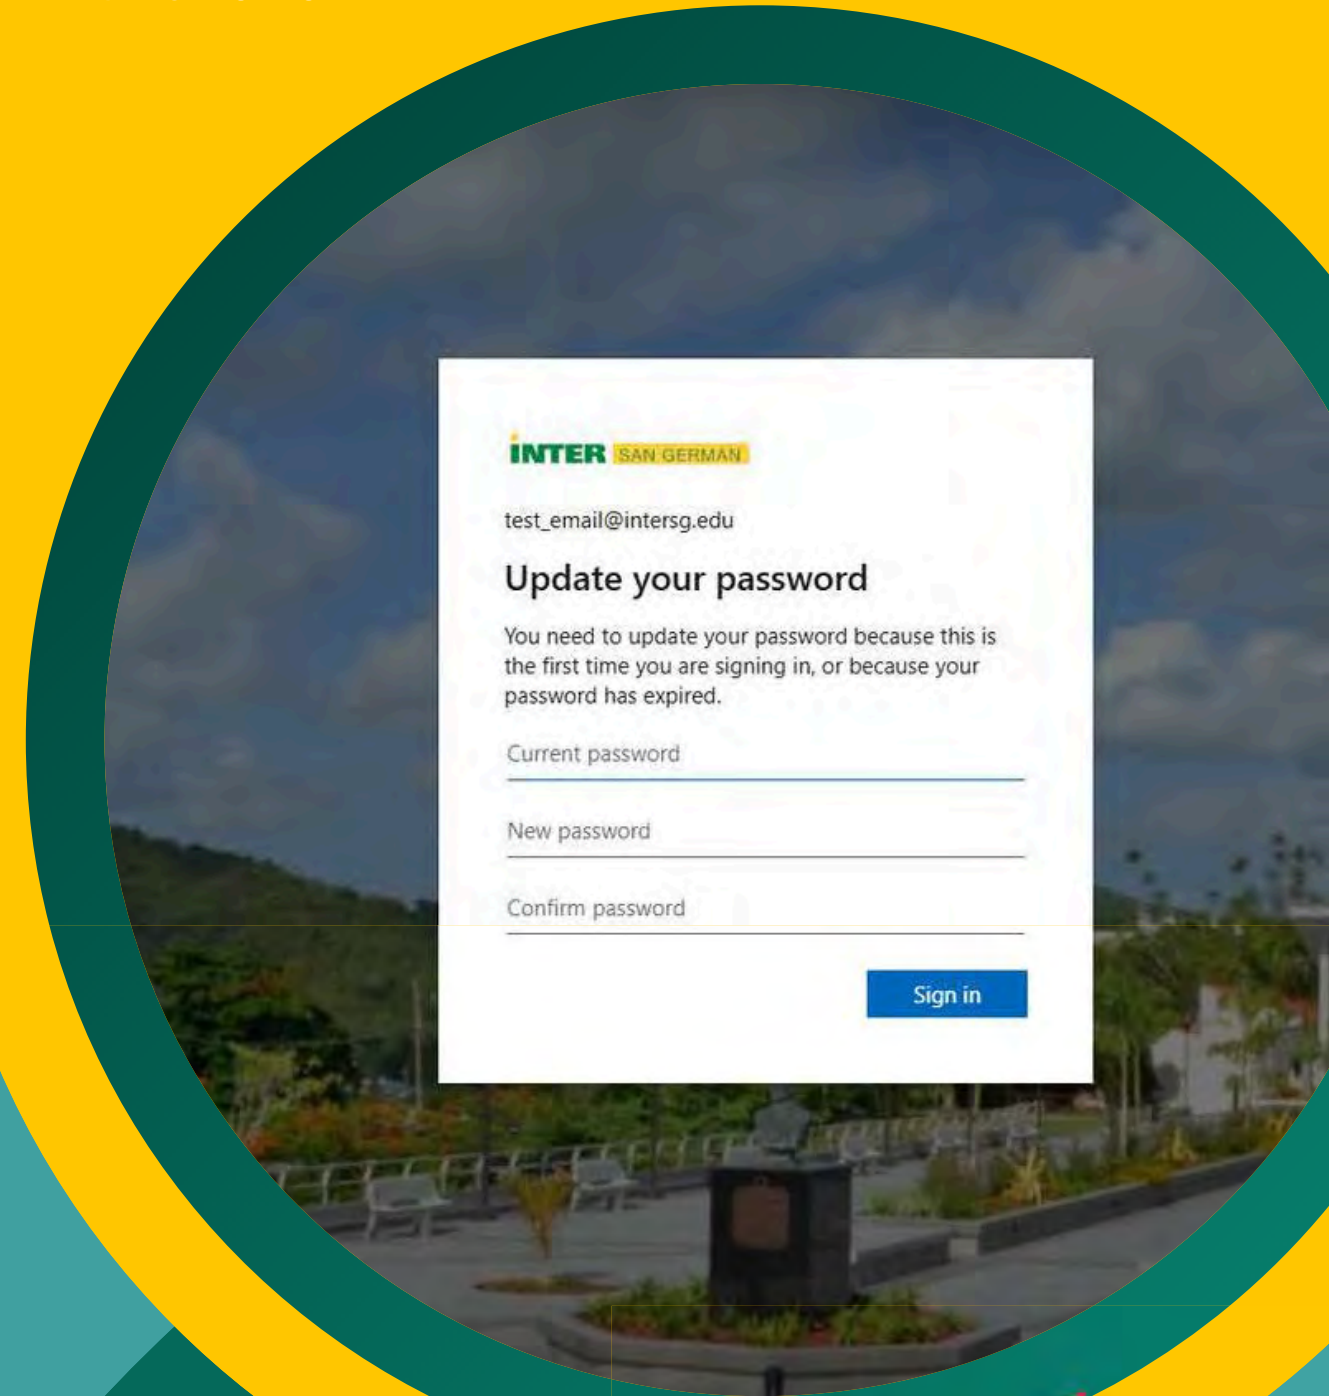 INTER SAN GERMAN
test_email@intersg.edu
Update your password
You need to update your password because this is
the first time you are signing in, or because your
password has expired.
Current password
New password
Confirm password
Sign in